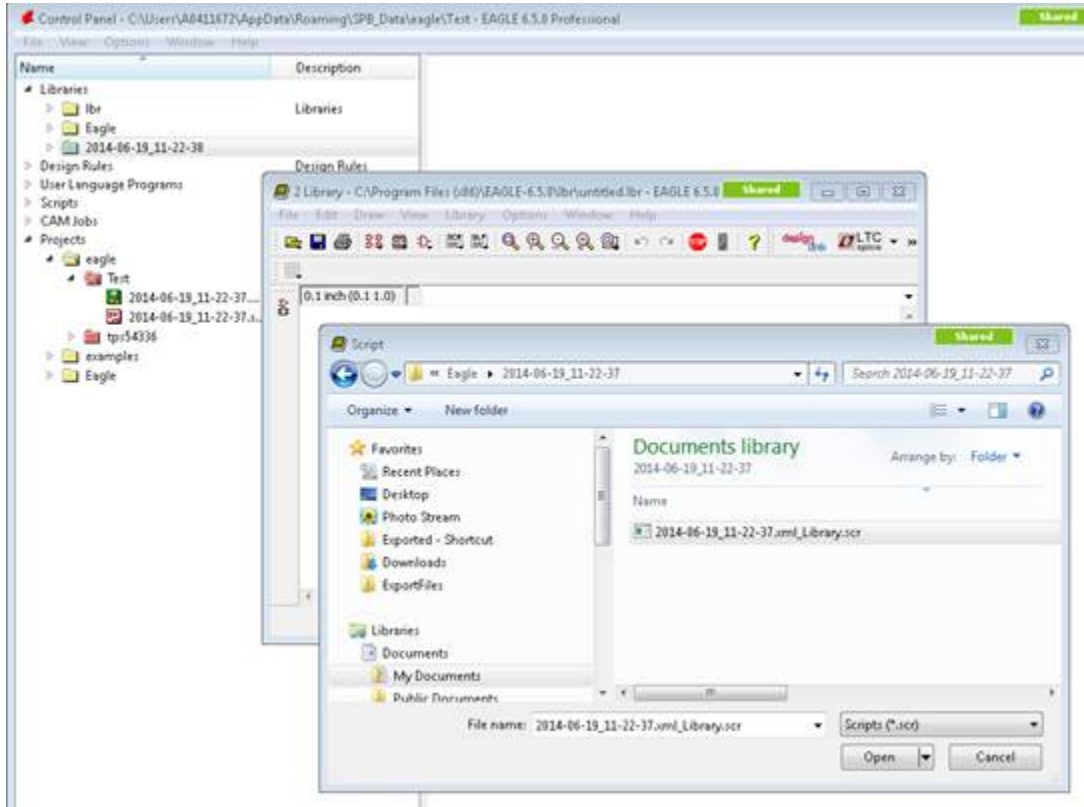 Control Panel - C:\Users\A0411672\AppData\Roaming\SPB_Data\eagle\Test - EAGLE 6.5.0 Professional
Shared
File View Options Window Help
Name Description
Libraries
lbr Libraries
Eagle
2014-06-19_11-22-38
Design Rules Design Rules
User Language Programs
Scripts
CAM Jobs
Projects
eagle
Test
2014-06-19_11-22-37....
2014-06-19_11-22-37.s...
tps54336
examples
Eagle
2 Library - C:\Program Files (x86)\EAGLE-6.5.0\lbr\untitled.lbr - EAGLE 6.5.0
Shared
File Edit Draw View Library Options Window Help
design link
LTC spice
0.1 inch (0.1 1.0)
Script
Shared
« Eagle 2014-06-19_11-22-37
Search 2014-06-19_11-22-37
Organize New folder
Favorites
Recent Places
Desktop
Photo Stream
Exported - Shortcut
Downloads
ExportFiles
Libraries
Documents
My Documents
Public Documents
Documents library
2014-06-19_11-22-37
Arrange by: Folder
Name
2014-06-19_11-22-37.xml_Library.scr
File name: 2014-06-19_11-22-37.xml_Library.scr
Scripts (*.scr)
Open Cancel